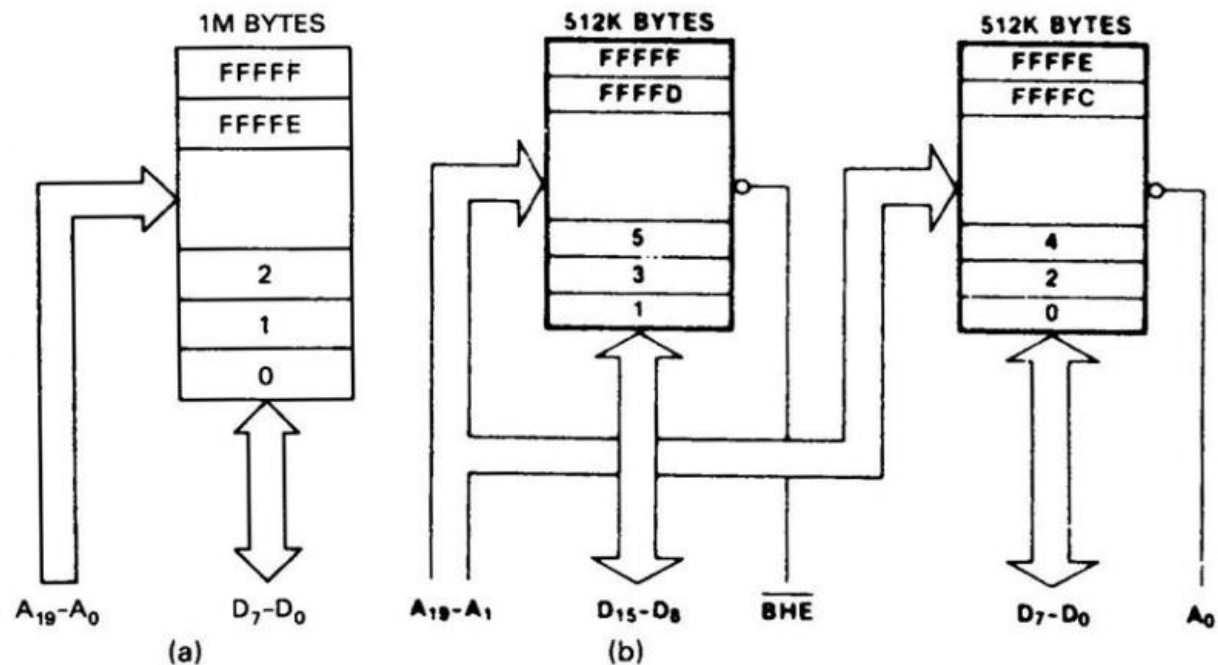 1M BYTES
FFFFF
FFFFE
2
1
0
A19-A0
D7-D0
(a)
512K BYTES
FFFFF
FFFFD
5
3
1
A19-A1
D15-D8
BHE
(b)
512K BYTES
FFFFE
FFFFC
4
2
0
D7-D0
A0